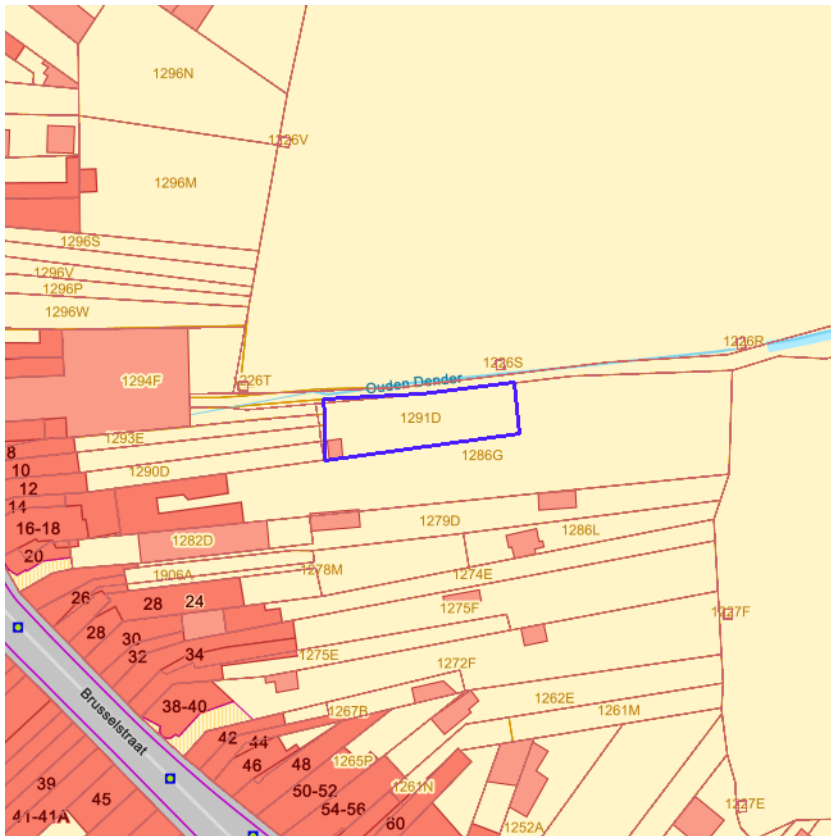 1296N
1226V
1296M
1296S
1296V
1296P
1296W
1226R
1226S
1294F
1226T
Ouden Dender
1291D
1293E
1286G
8
10
1290D
12
14
16-18
1279D
1286L
1282D
20
1278M
1274E
1906A
26
28
24
1275F
1227F
28
30
32
34
1275E
1272F
1262E
38-40
1267B
1261M
Brusselstraat
42
44
46
48
1265P
39
50-52
1261N
45
54-56
1227E
41-41A
60
1252A